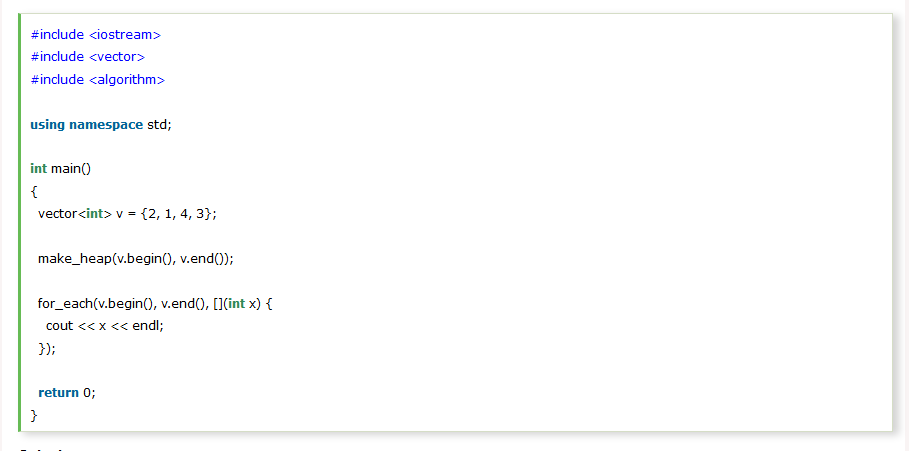 #include <iostream>
#include <vector>
#include <algorithm>
using namespace std;
int main()
{
vector<int> v = {2, 1, 4, 3};
make_heap(v.begin(), v.end());
for_each(v.begin(), v.end(), [](int x) {
cout << x << endl;
});
return 0;
}